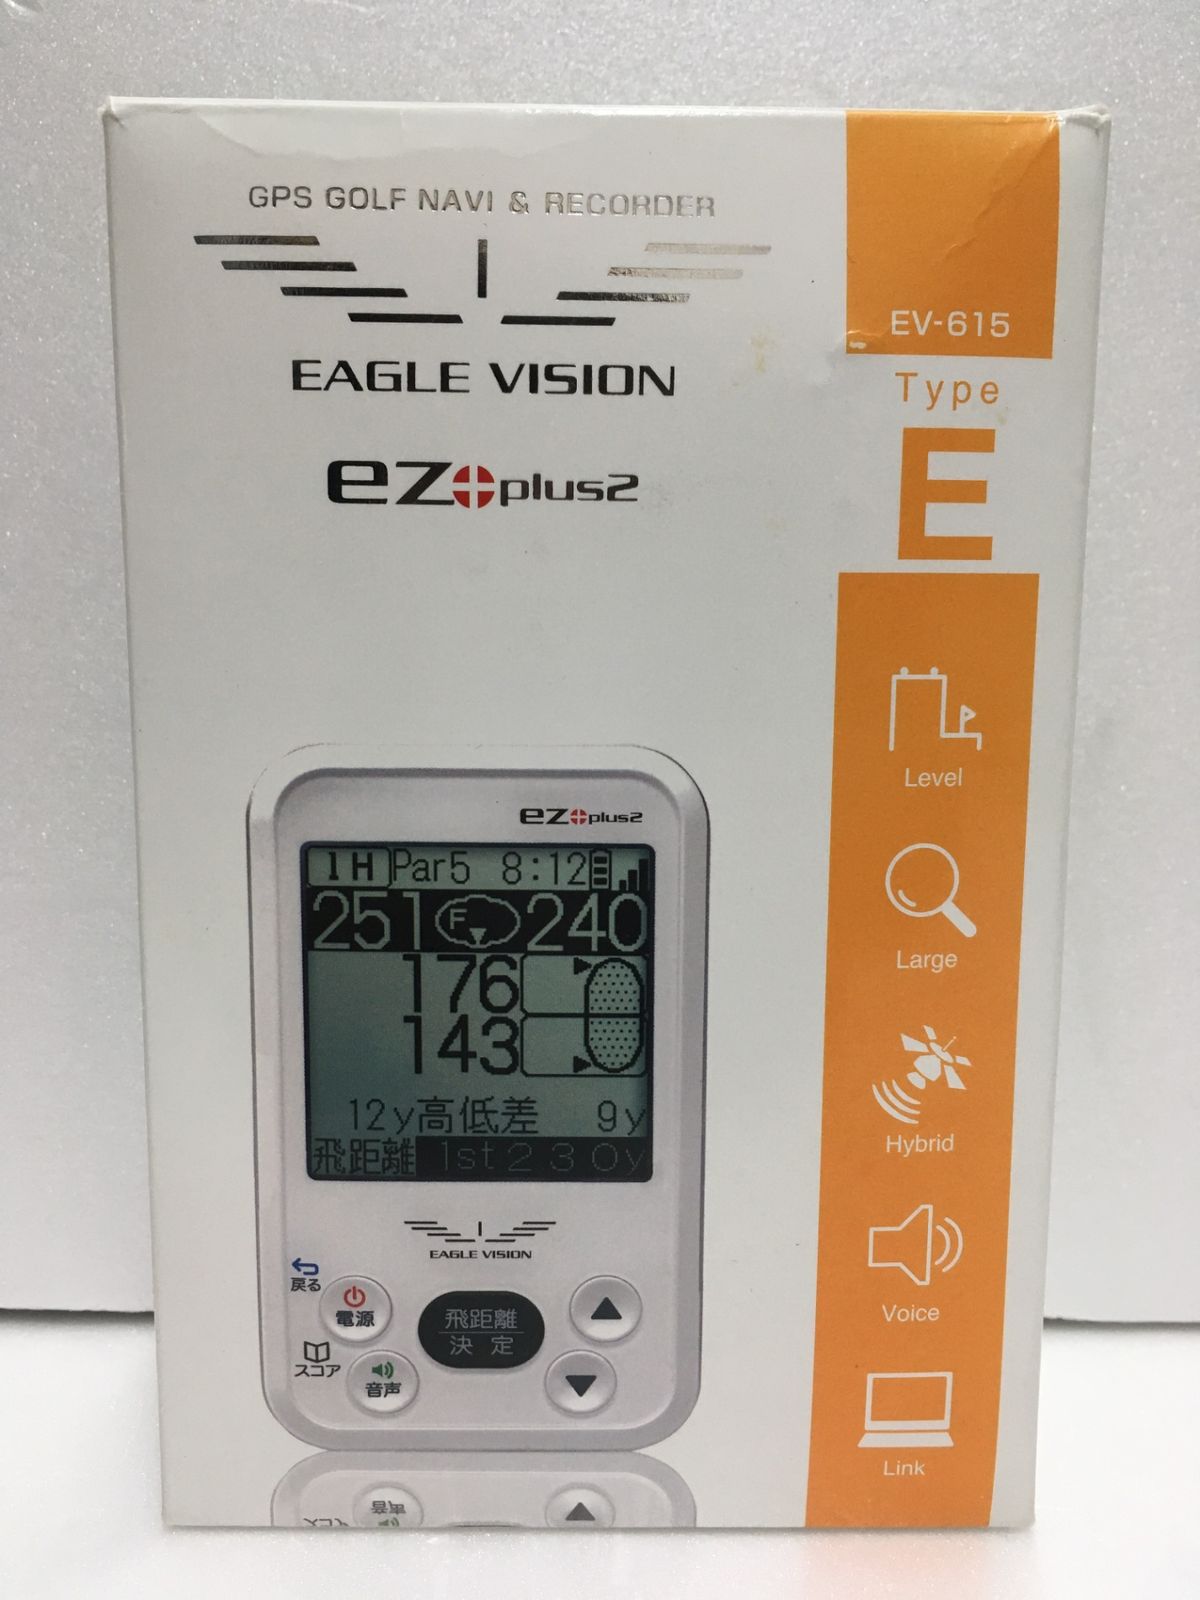 GPS GOLF NAVI & RECORDER
EAGLE VISION
ez plus2
EV-615
Type
E
Level
Large
Hybrid
Voice
Link
ez plus2
1H Par5 8:12
251 F 240
176
143
12y高低差 9y
飛距離 1st230y
EAGLE VISION
戻る
電源
スコア
音声
飛距離
決定